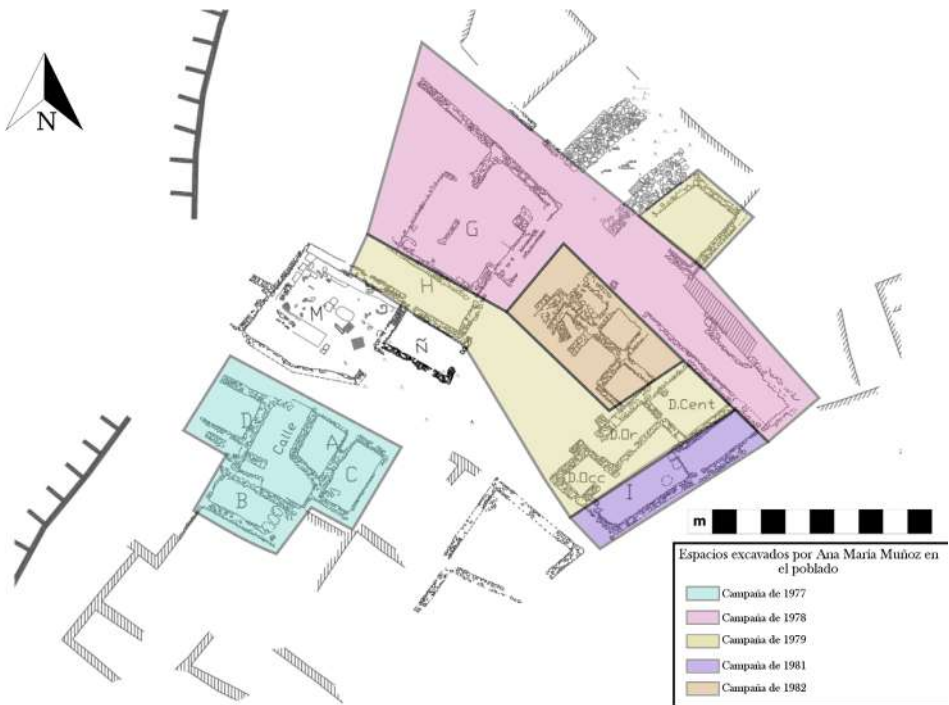 N
G
H
M
Ñ
D
Calle
A
C
B
D.Cent
D.Or
D.Occ
I
m
Espacios excavados por Ana María Muñoz en
el poblado
Campaña de 1977
Campaña de 1978
Campaña de 1979
Campaña de 1981
Campaña de 1982